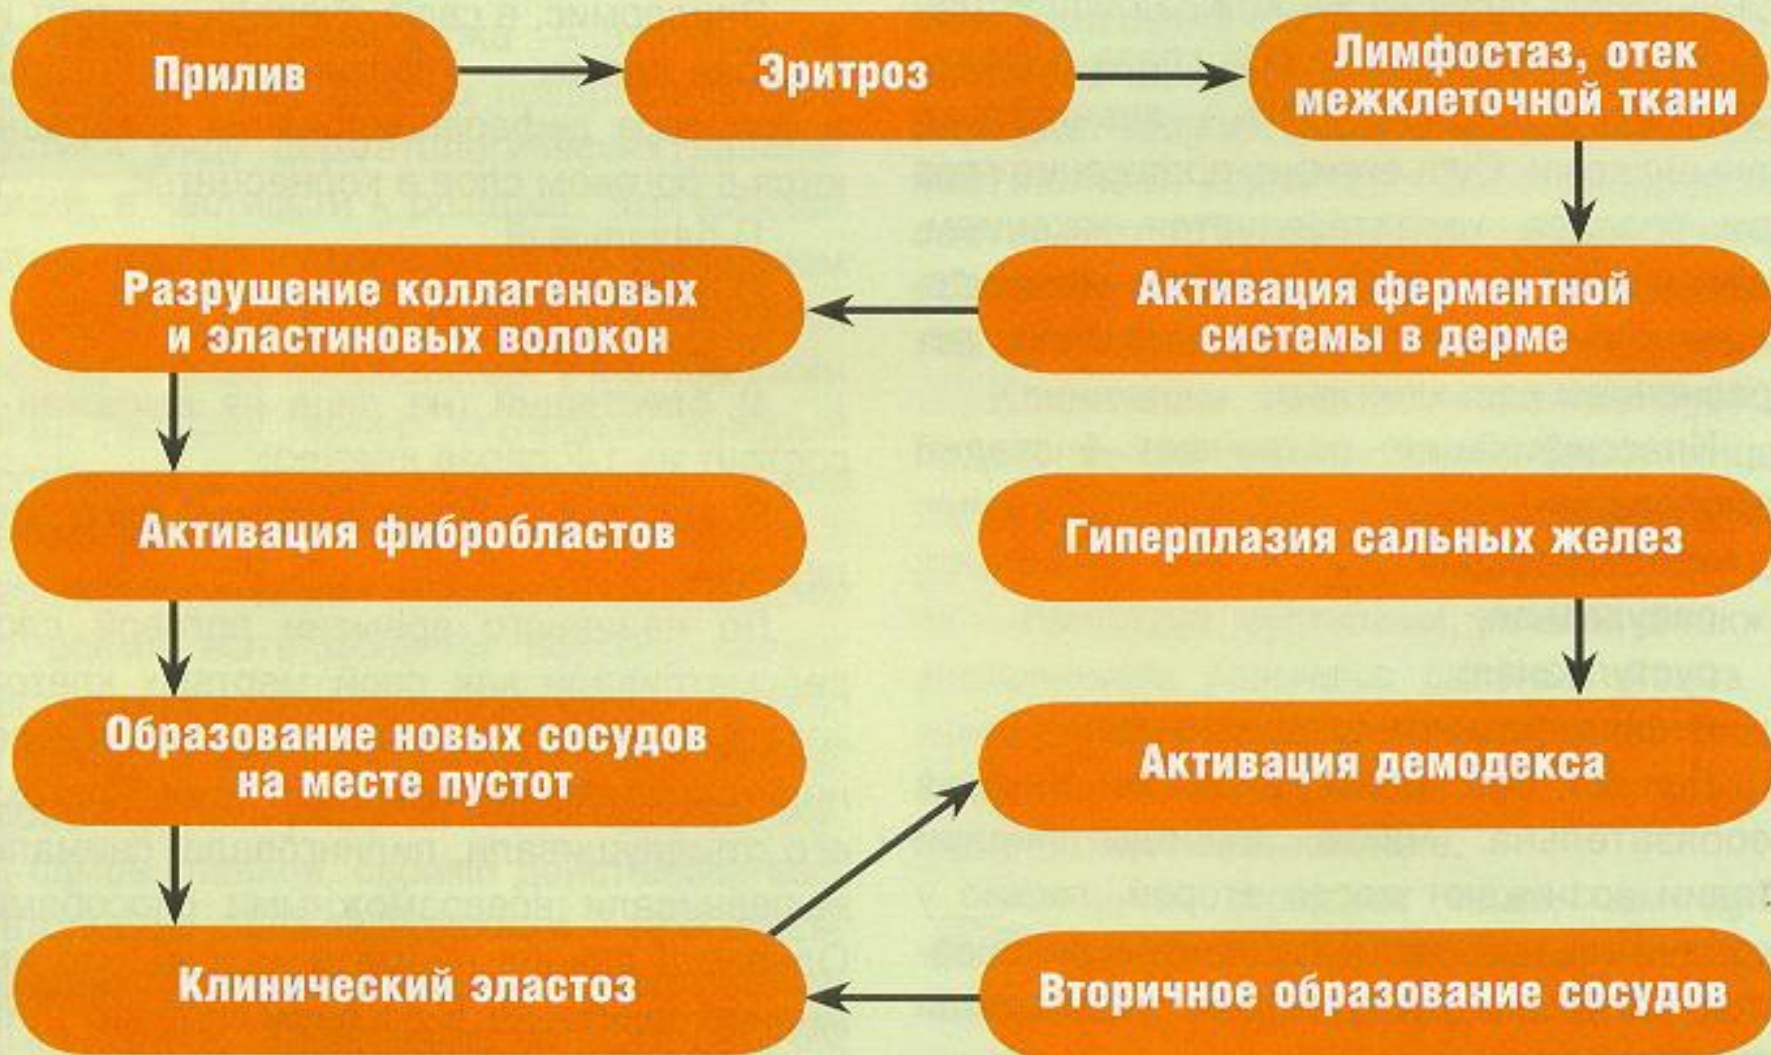 Прилив
Эритроз
Лимфостаз, отек
межклеточной ткани
Разрушение коллагеновых
и эластиновых волокон
Активация ферментной
системы в дерме
Активация фибробластов
Гиперплазия сальных желез
Образование новых сосудов
на месте пустот
Активация демодекса
Клинический эластоз
Вторичное образование сосудов